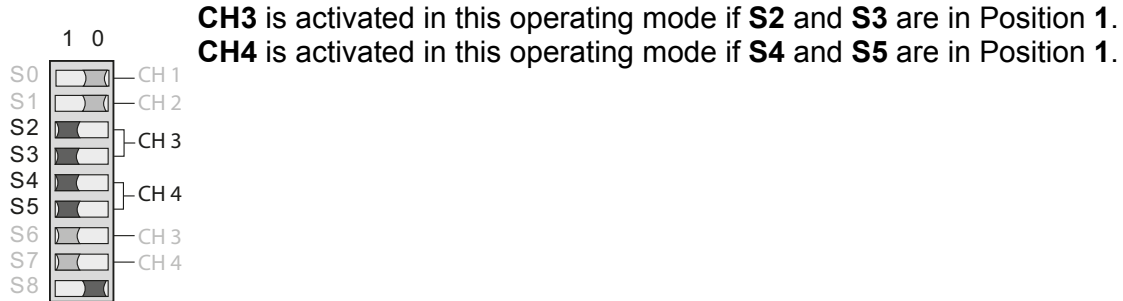 CH3 is activated in this operating mode if S2 and S3 are in Position 1.
CH4 is activated in this operating mode if S4 and S5 are in Position 1.
1 0
S0 CH 1
S1 CH 2
S2
CH 3
S3
S4
CH 4
S5
S6 CH 3
S7 CH 4
S8